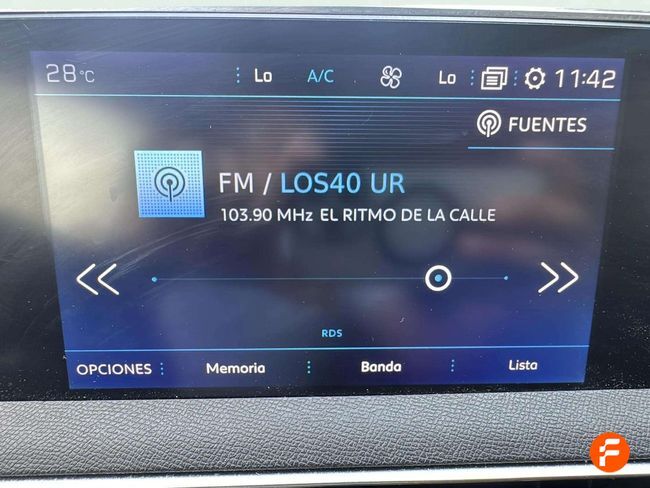 28°C Lo A/C Lo 11:42
FUENTES
FM / LOS40 UR
103.90 MHz EL RITMO DE LA CALLE
RDS
OPCIONES Memoria Banda Lista